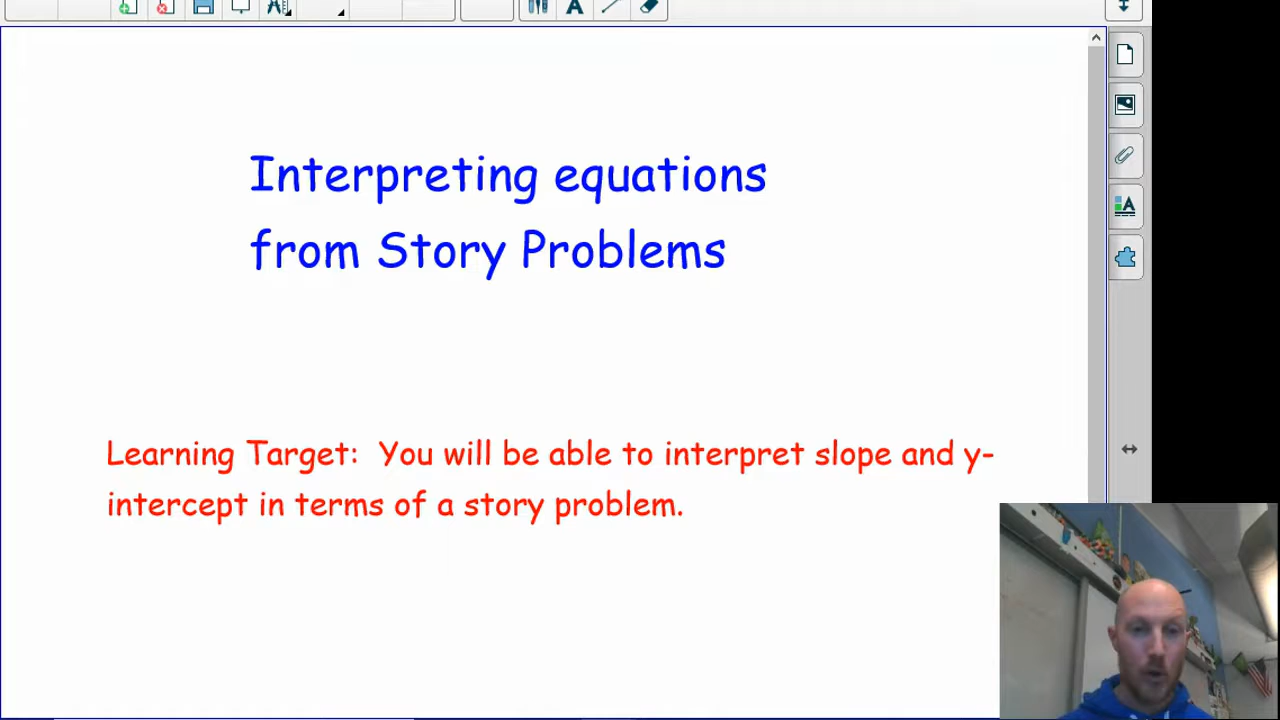 Interpreting equations
from Story Problems
Learning Target:  You will be able to interpret slope and y-
intercept in terms of a story problem.